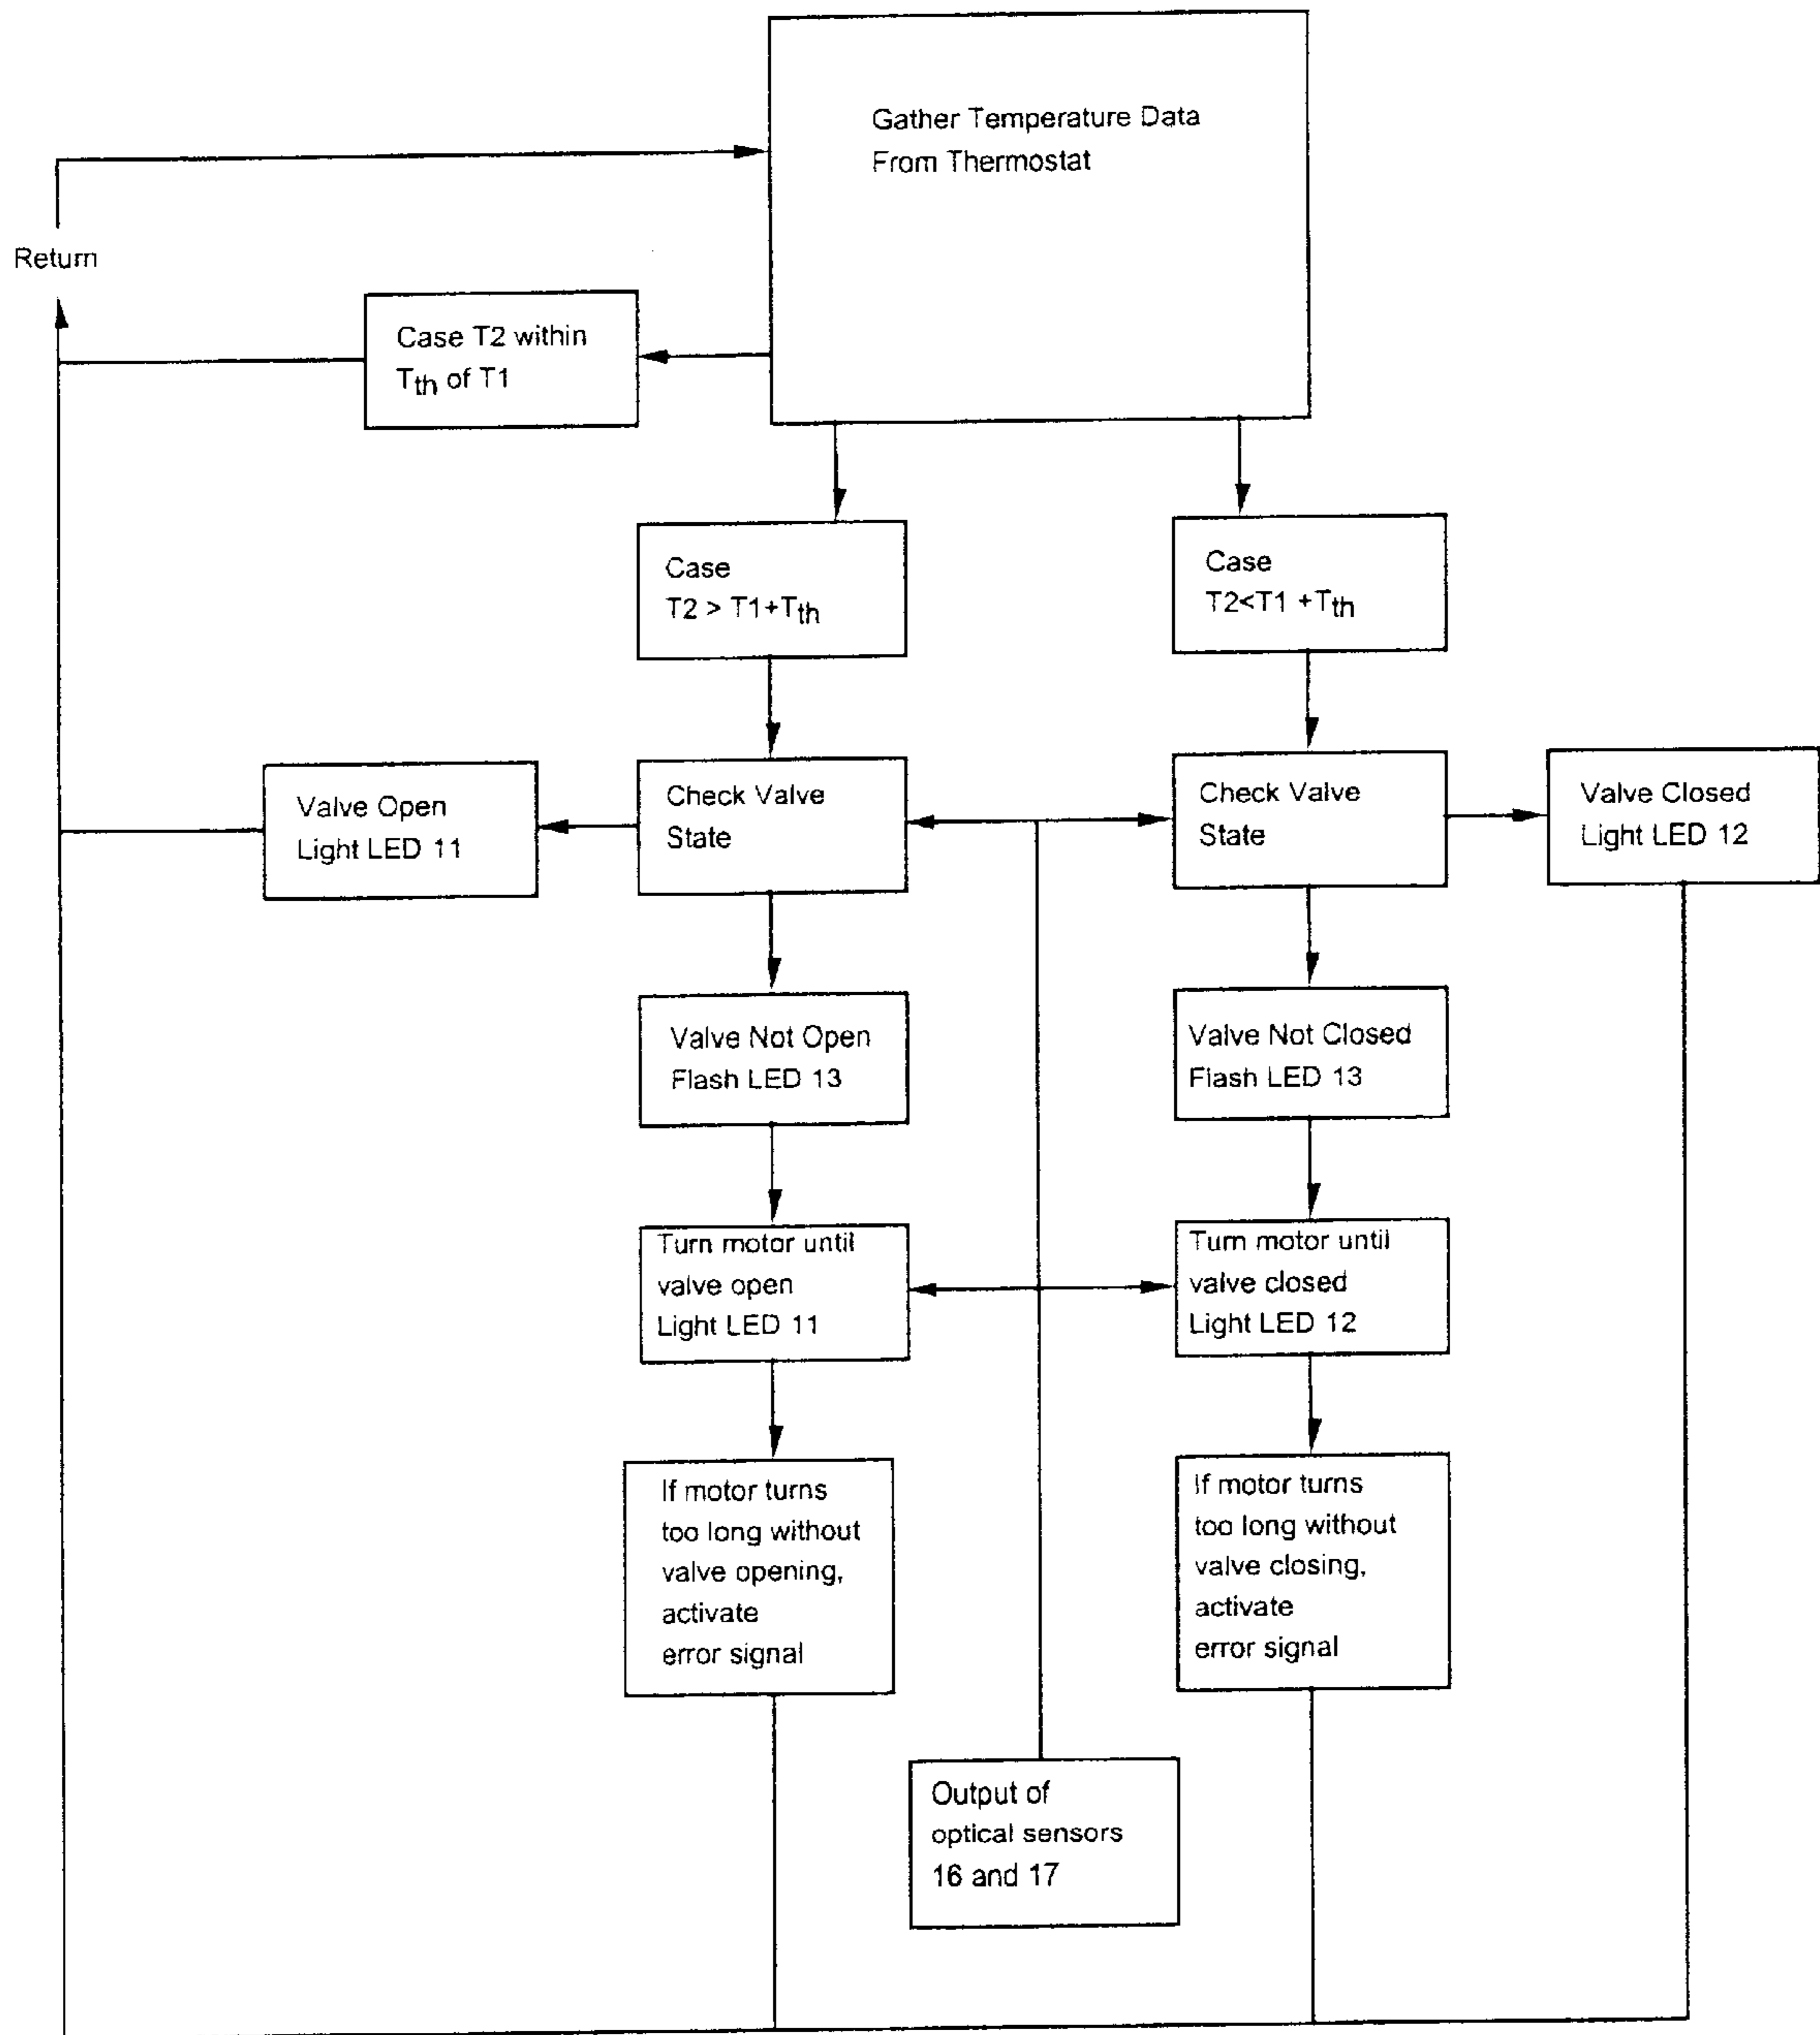 Gather Temperature Data
From Thermostat
Return
Case T2 within
Tth of T1
Case
T2 > T1+Tth
Case
T2<T1 +Tth
Valve Open
Light LED 11
Check Valve
State
Check Valve
State
Valve Closed
Light LED 12
Valve Not Open
Flash LED 13
Valve Not Closed
Flash LED 13
Turn motor until
valve open
Light LED 11
Turn motor until
valve closed
Light LED 12
If motor turns
too long without
valve opening,
activate
error signal
If motor turns
too long without
valve closing,
activate
error signal
Output of
optical sensors
16 and 17